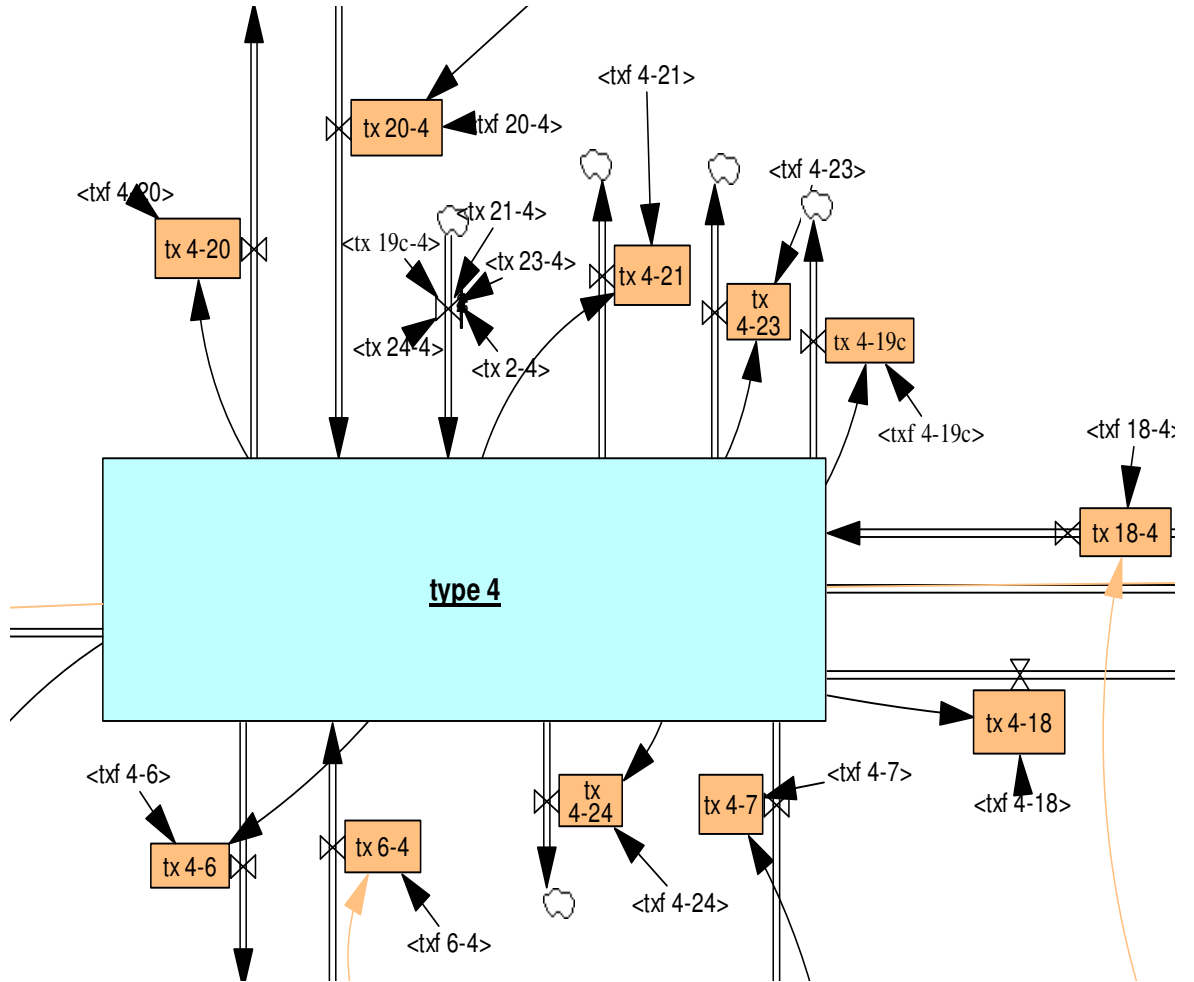 <txf 4-21>
tx 20-4
<txf 20-4>
<txf 4-23>
<txf 4-20>
<tx 21-4>
<tx 19c-4>
tx 4-20
<tx 23-4>
tx 4-21
tx
4-23
<tx 24-4>
<tx 2-4>
tx 4-19c
<txf 4-19c>
<txf 18-4>
tx 18-4
type 4
tx 4-18
<txf 4-18>
<txf 4-6>
tx 4-6
tx 6-4
<txf 6-4>
tx
4-24
<txf 4-24>
tx 4-7
<txf 4-7>